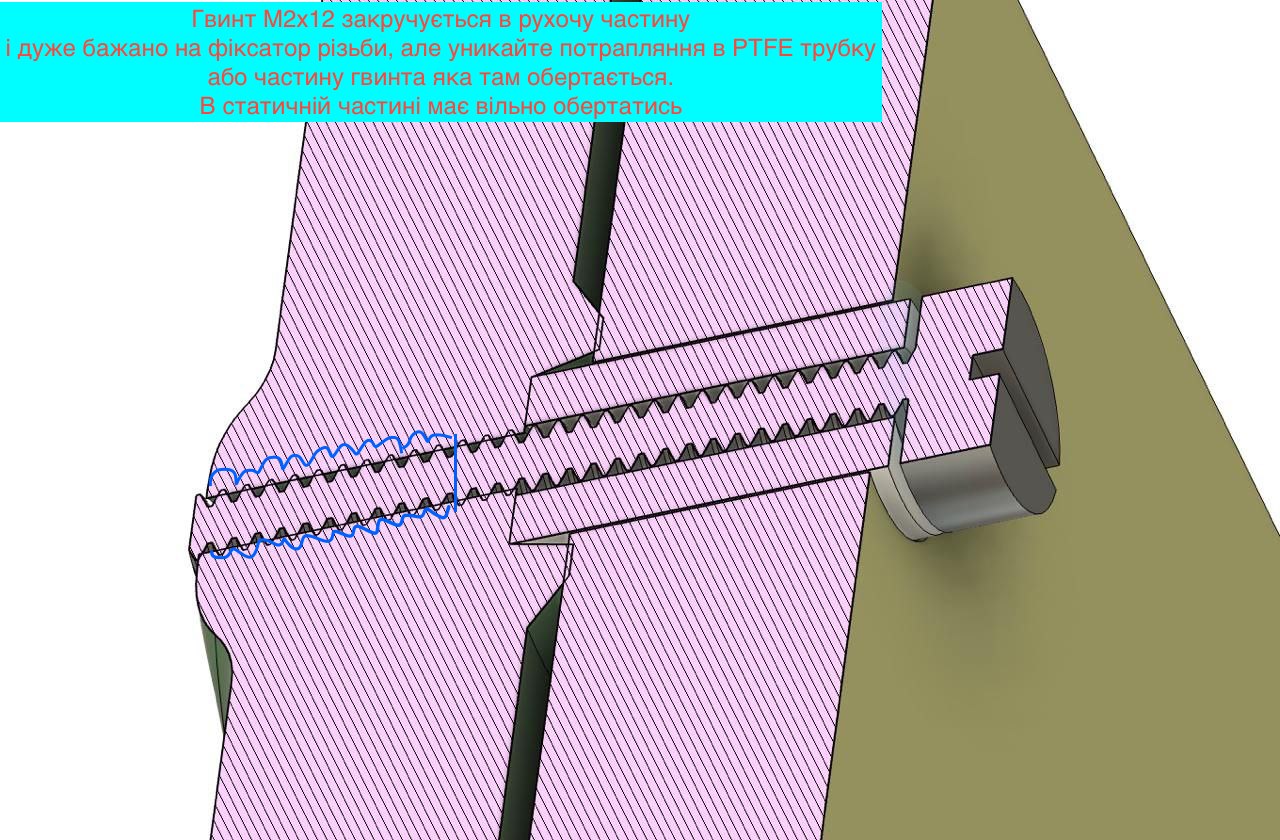 Гвинт М2х12 закручується в рухочу частину
і дуже бажано на фіксатор різьби, але уникайте потрапляння в PTFE трубку
або частину гвинта яка там обертається.
В статичній частині має вільно обертатись